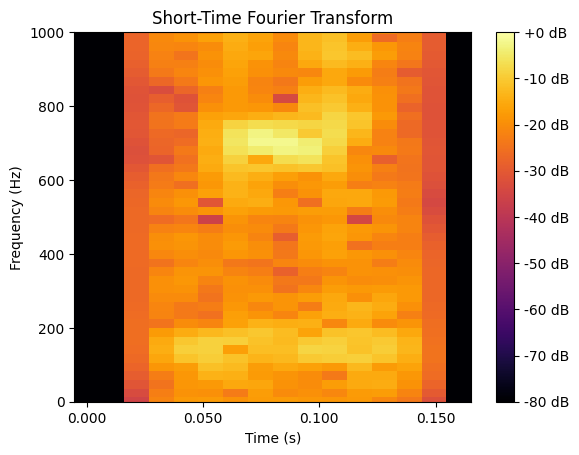 Short-Time Fourier Transform
Frequency (Hz)
1000
800
600
400
200
0
0.000
0.050
0.100
0.150
Time (s)
+0 dB
-10 dB
-20 dB
-30 dB
-40 dB
-50 dB
-60 dB
-70 dB
-80 dB